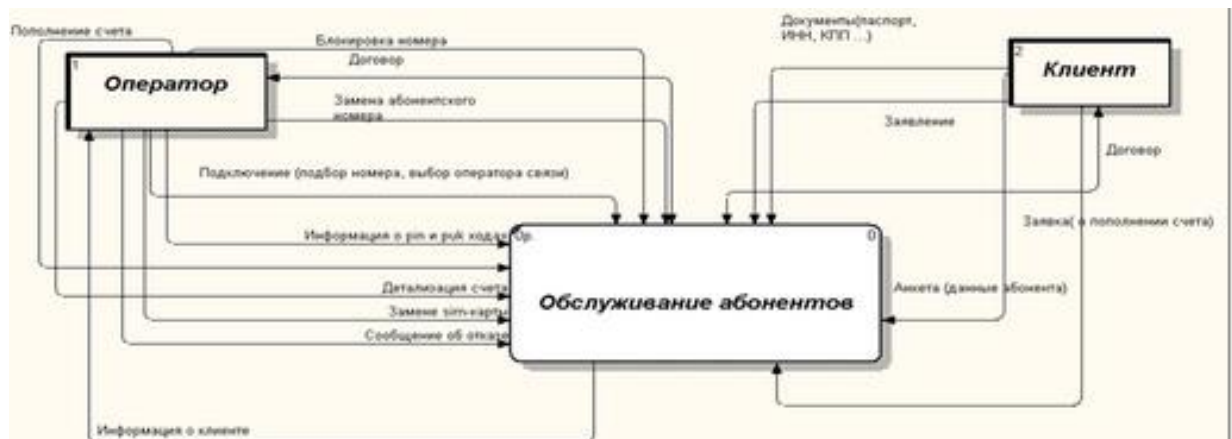 Пополнение счета
Блокировка номера
Договор
Замена абонентского
номера
Документы(паспорт,
ИНН, КПП ...)
1
Оператор
2
Клиент
Заявление
Договор
Подключение (подбор номера, выбор оператора связи)
Заявка( о пополнении счета)
Информация о pin и puk кодах
0р.
0
Детализация счета
Обслуживание абонентов
Анкета (данные абонента)
Замене sim-карты
Сообщение об отказе
Информация о клиенте